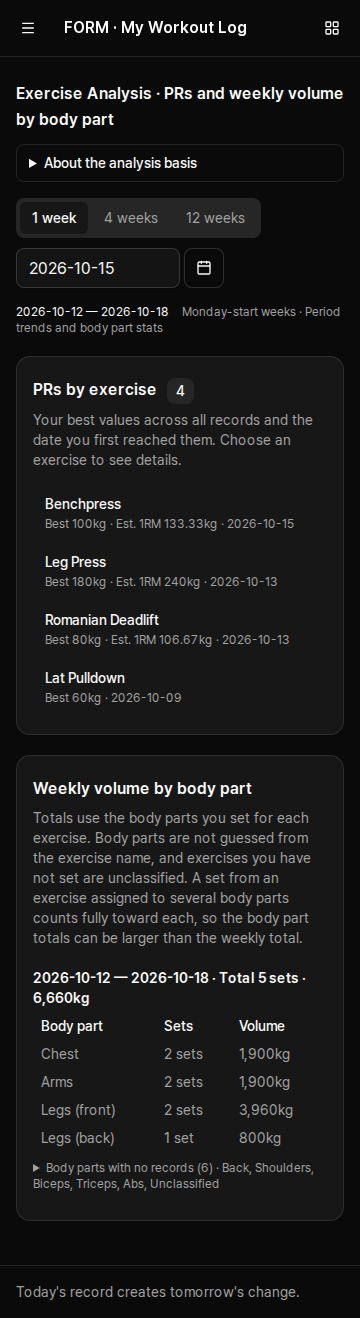 FORM · My Workout Log
Exercise Analysis · PRs and weekly volume
by body part
About the analysis basis
1 week
4 weeks
12 weeks
2026-10-15
2026-10-12 — 2026-10-18 Monday-start weeks · Period
trends and body part stats
PRs by exercise 4
Your best values across all records and the
date you first reached them. Choose an
exercise to see details.
Benchpress
Best 100kg · Est. 1RM 133.33kg · 2026-10-15
Leg Press
Best 180kg · Est. 1RM 240kg · 2026-10-13
Romanian Deadlift
Best 80kg · Est. 1RM 106.67kg · 2026-10-13
Lat Pulldown
Best 60kg · 2026-10-09
Weekly volume by body part
Totals use the body parts you set for each
exercise. Body parts are not guessed from
the exercise name, and exercises you have
not set are unclassified. A set from an
exercise assigned to several body parts
counts fully toward each, so the body part
totals can be larger than the weekly total.
2026-10-12 — 2026-10-18 · Total 5 sets ·
6,660kg
Body part Sets Volume
Chest 2 sets 1,900kg
Arms 2 sets 1,900kg
Legs (front) 2 sets 3,960kg
Legs (back) 1 set 800kg
Body parts with no records (6) · Back, Shoulders,
Biceps, Triceps, Abs, Unclassified
Today's record creates tomorrow's change.